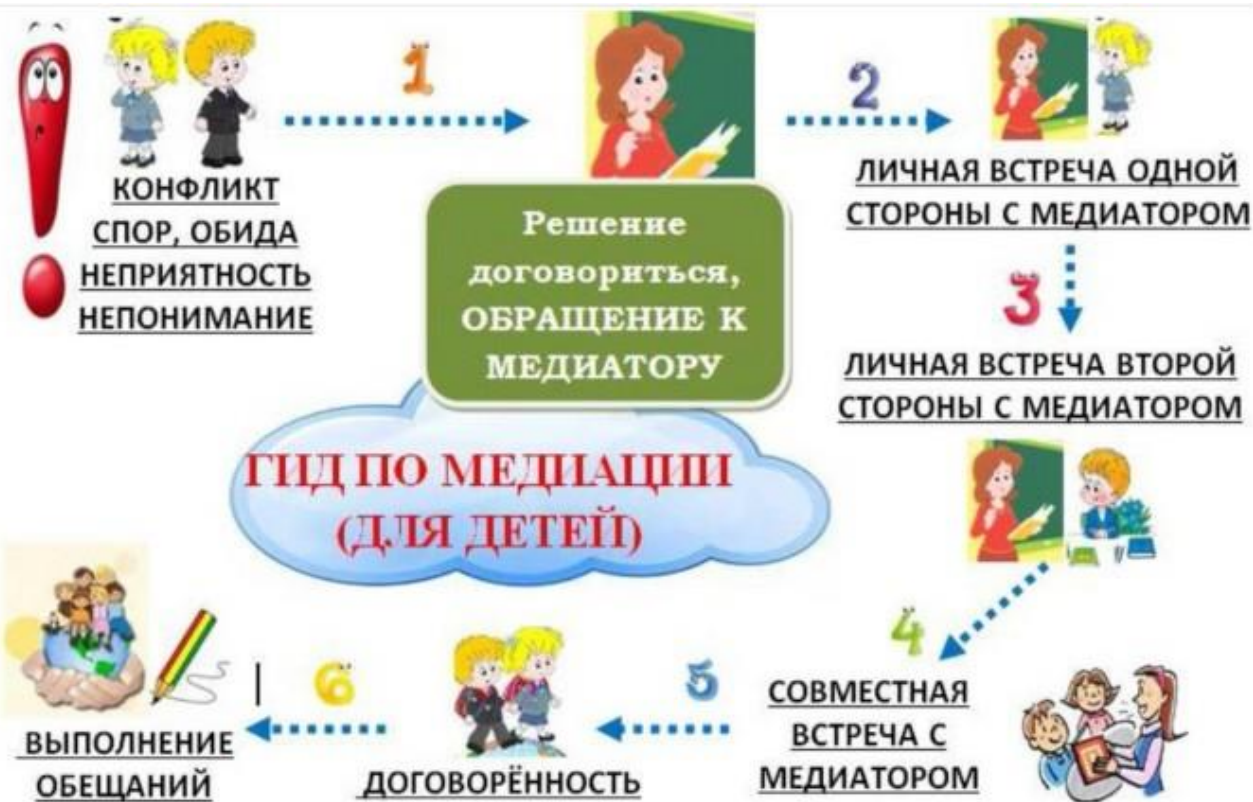 1
КОНФЛИКТ
СПОР, ОБИДА
НЕПРИЯТНОСТЬ
НЕПОНИМАНИЕ
Решение
договориться,
ОБРАЩЕНИЕ К
МЕДИАТОРУ
2
ЛИЧНАЯ ВСТРЕЧА ОДНОЙ
СТОРОНЫ С МЕДИАТОРОМ
3
ЛИЧНАЯ ВСТРЕЧА ВТОРОЙ
СТОРОНЫ С МЕДИАТОРОМ
ГИД ПО МЕДИАЦИИ
(ДЛЯ ДЕТЕЙ)
4
СОВМЕСТНАЯ
ВСТРЕЧА С
МЕДИАТОРОМ
5
ДОГОВОРЁННОСТЬ
6
ВЫПОЛНЕНИЕ
ОБЕЩАНИЙ